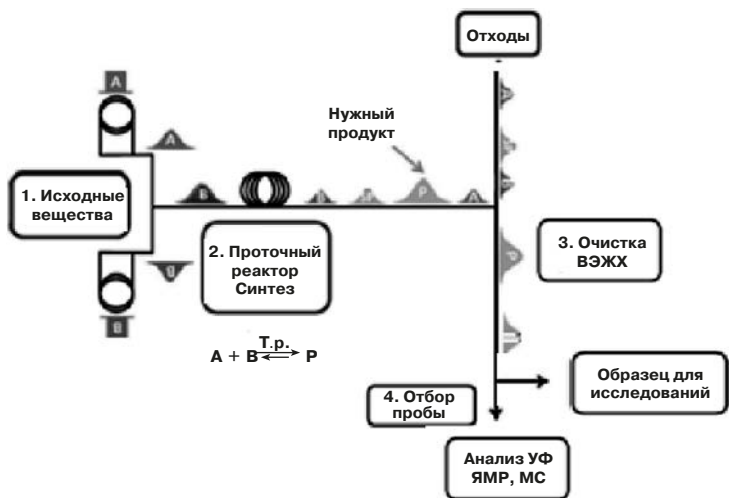 Отходы
A
A
Нужный
продукт
1. Исходные
вещества
Б
P
A
2. Проточный
реактор
Синтез
3. Очистка
ВЭЖХ
B
B
P
A + B Т.р. P
4. Отбор
пробы
Образец для
исследований
Анализ УФ
ЯМР, МС